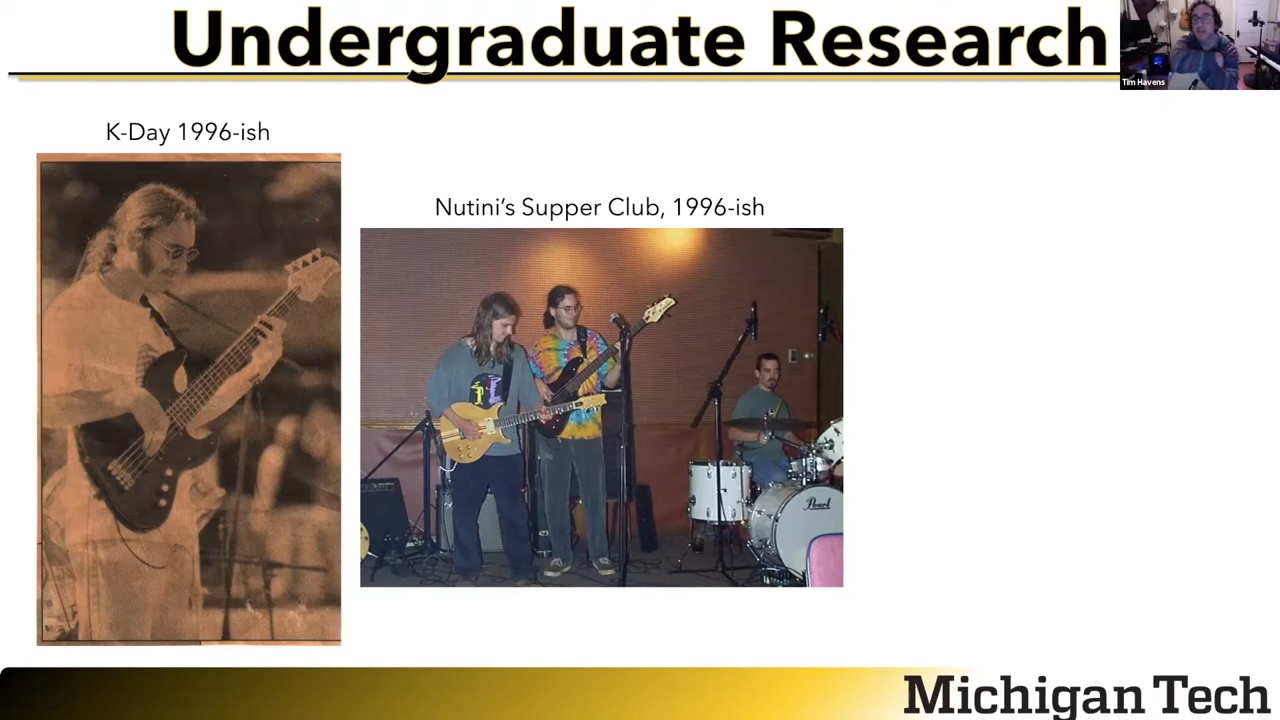 Undergraduate Research
Tim Havens
K-Day 1996-ish
Nutini's Supper Club, 1996-ish
Pearl
Michigan Tech